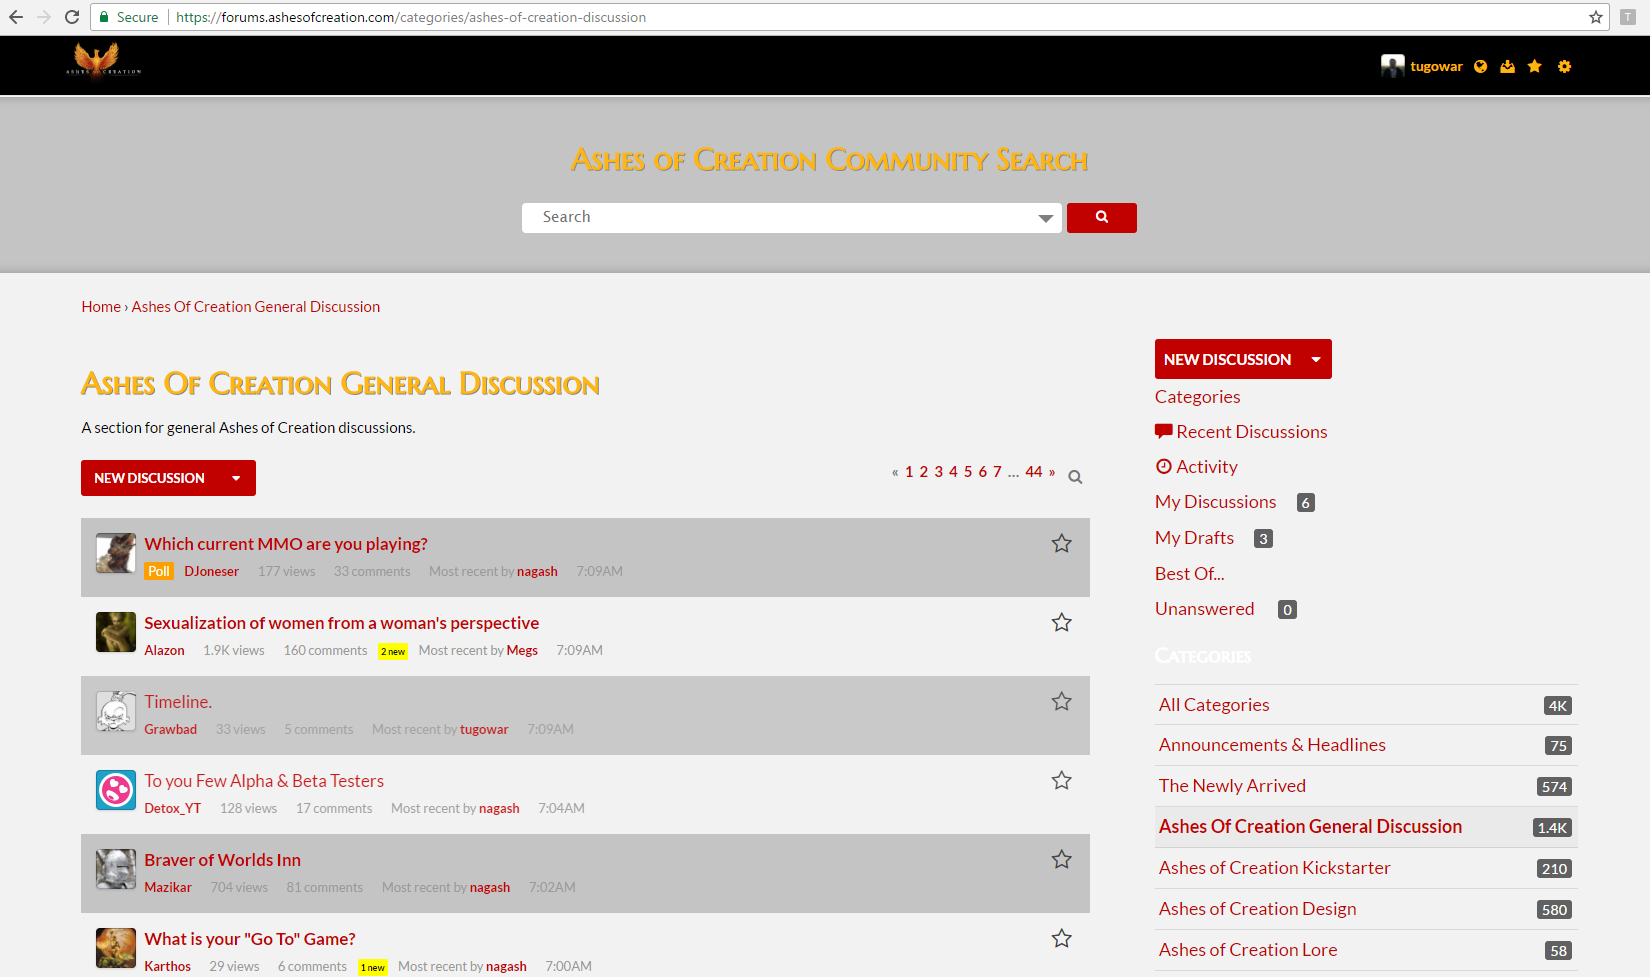 Secure https://forums.ashesofcreation.com/categories/ashes-of-creation-discussion
T
ASHES OF CREATION
tugowar
Ashes of Creation Community Search
Search
Home › Ashes Of Creation General Discussion
Ashes Of Creation General Discussion
A section for general Ashes of Creation discussions.
NEW DISCUSSION
« 1 2 3 4 5 6 7 ... 44 »
Which current MMO are you playing?
Poll DJoneser 177 views 33 comments Most recent by nagash 7:09AM
Sexualization of women from a woman's perspective
Alazon 1.9K views 160 comments 2 new Most recent by Megs 7:09AM
Timeline.
Grawbad 33 views 5 comments Most recent by tugowar 7:09AM
To you Few Alpha & Beta Testers
Detox_YT 128 views 17 comments Most recent by nagash 7:04AM
Braver of Worlds Inn
Mazikar 704 views 81 comments Most recent by nagash 7:02AM
What is your "Go To" Game?
Karthos 29 views 6 comments 1 new Most recent by nagash 7:00AM
NEW DISCUSSION
Categories
Recent Discussions
Activity
My Discussions 6
My Drafts 3
Best Of...
Unanswered 0
Categories
All Categories 4K
Announcements & Headlines 75
The Newly Arrived 574
Ashes Of Creation General Discussion 1.4K
Ashes of Creation Kickstarter 210
Ashes of Creation Design 580
Ashes of Creation Lore 58